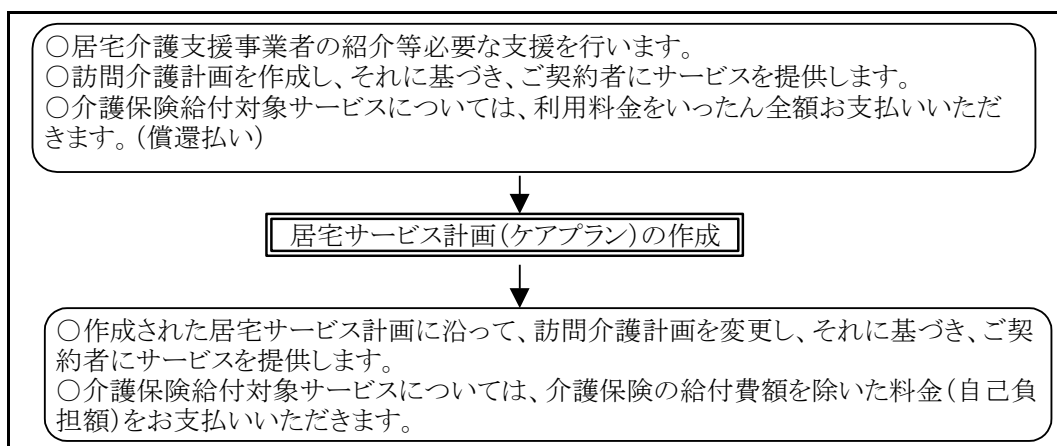 ○居宅介護支援事業者の紹介等必要な支援を行います。
○訪問介護計画を作成し、それに基づき、ご契約者にサービスを提供します。
○介護保険給付対象サービスについては、利用料金をいったん全額お支払いいただ
きます。(償還払い)
居宅サービス計画(ケアプラン)の作成
○作成された居宅サービス計画に沿って、訪問介護計画を変更し、それに基づき、ご契
約者にサービスを提供します。
○介護保険給付対象サービスについては、介護保険の給付費額を除いた料金(自己負
担額)をお支払いいただきます。